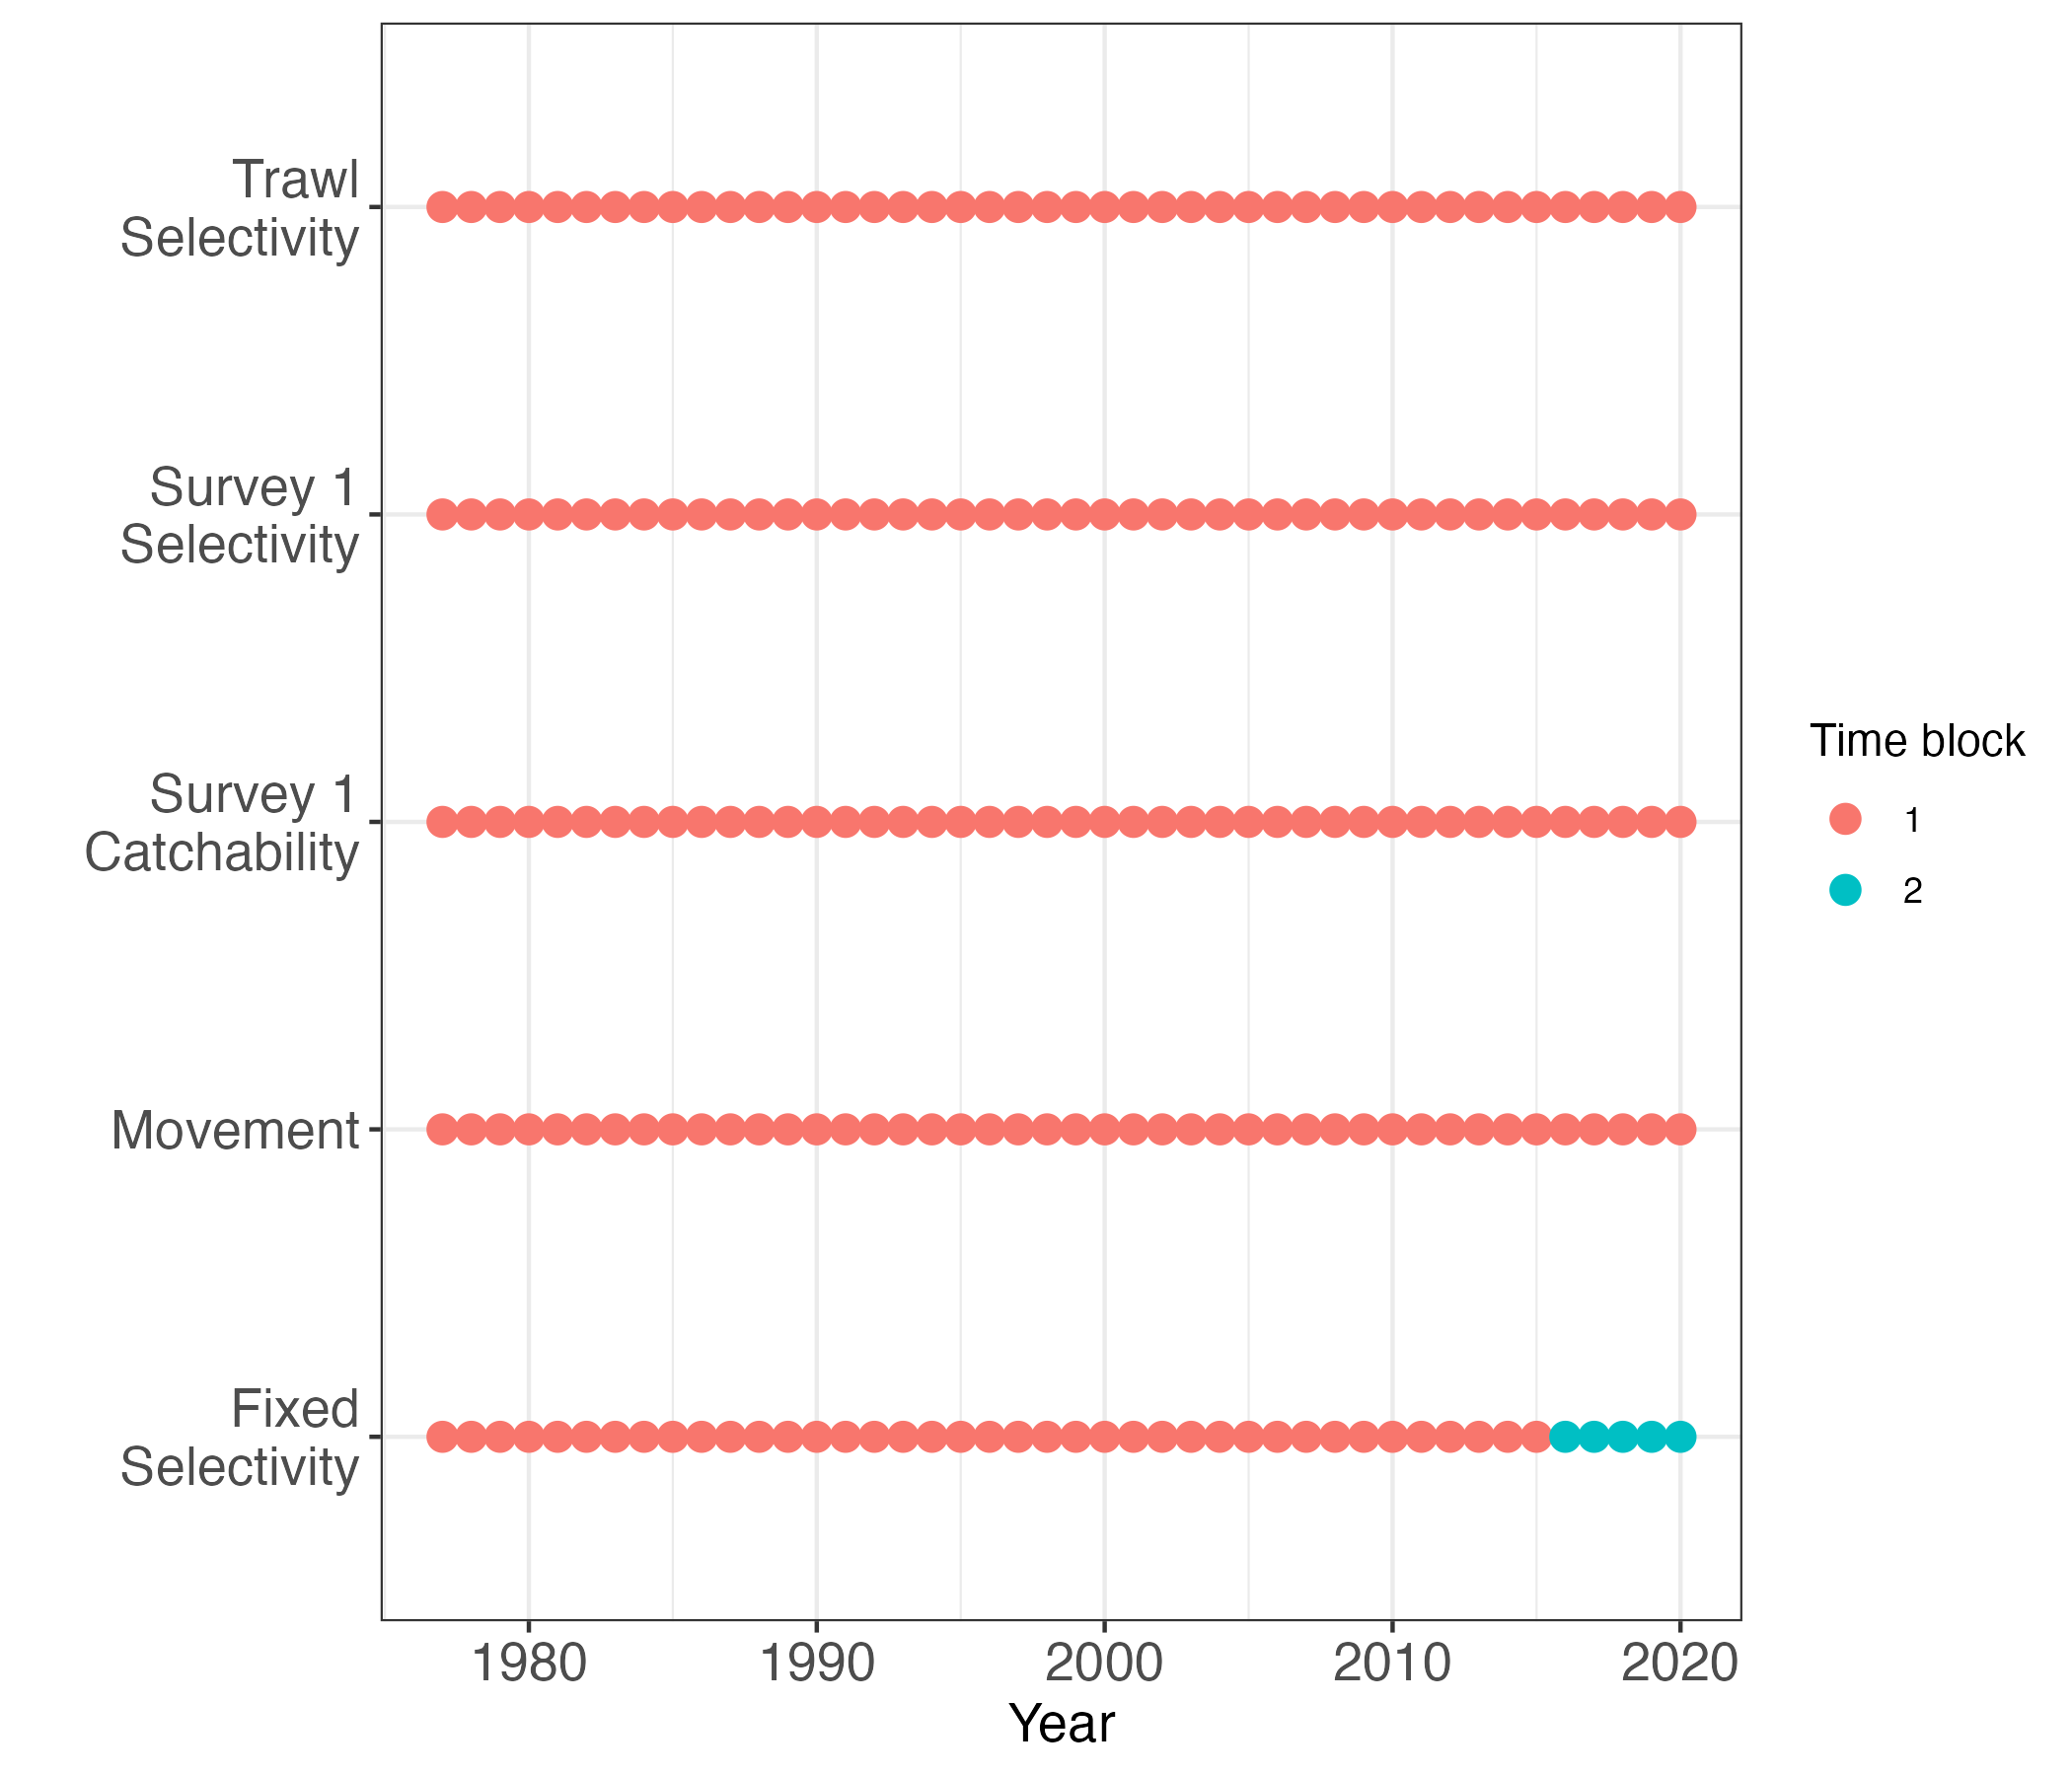 Trawl
Selectivity
Survey 1
Selectivity
Survey 1
Catchability
Movement
Fixed
Selectivity
1980 1990 2000 2010 2020
Year
Time block
1
2